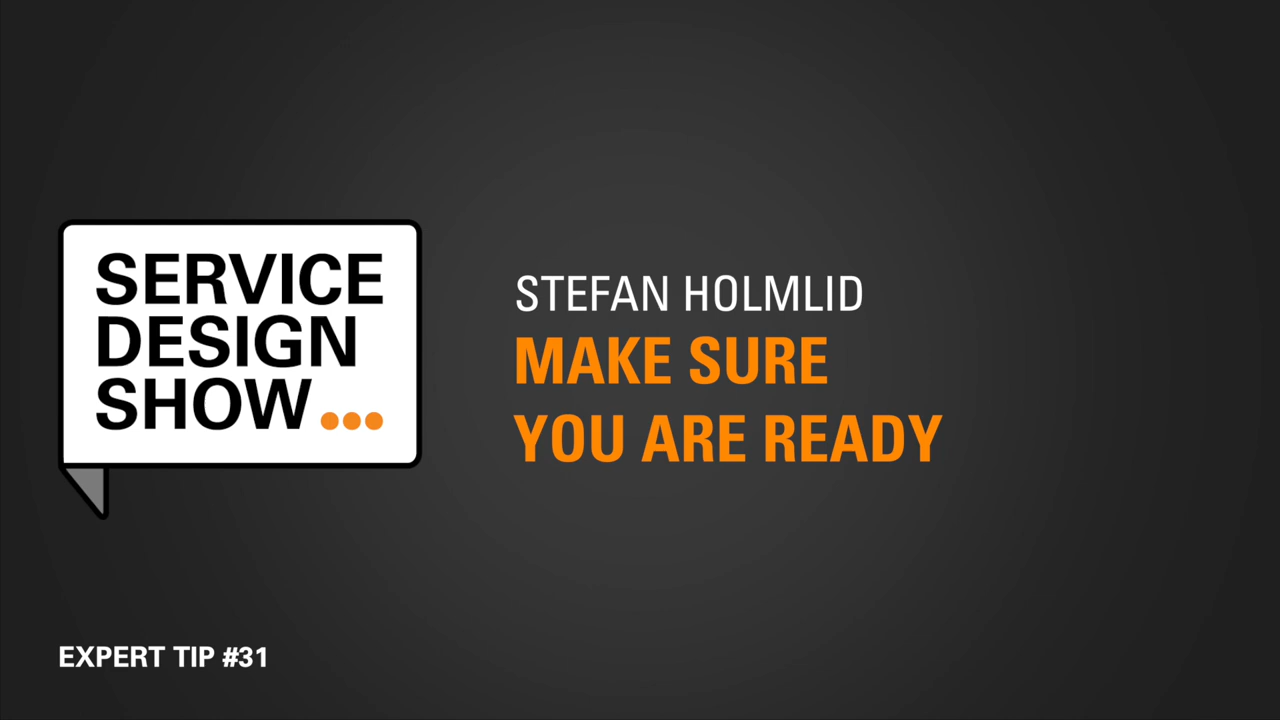 SERVICE
DESIGN
SHOW...
STEFAN HOLMLID
MAKE SURE
YOU ARE READY
EXPERT TIP #31